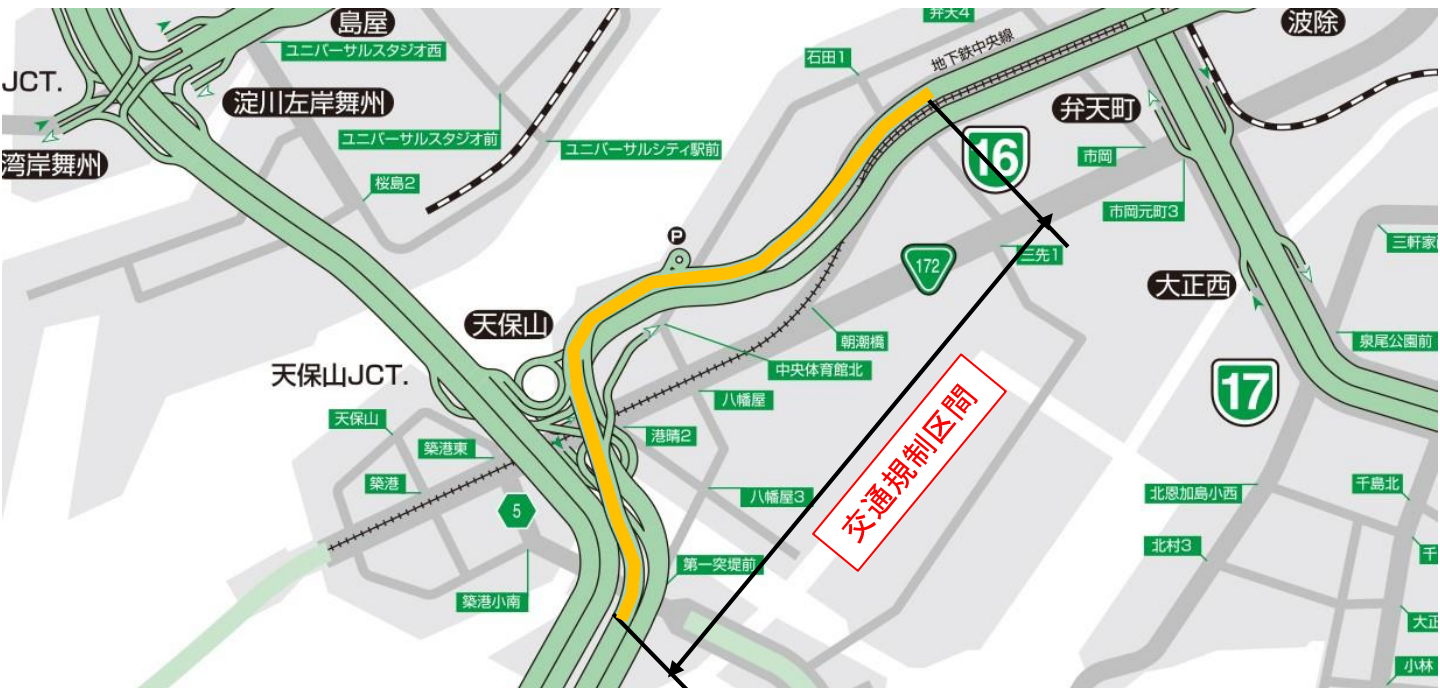 島屋
ユニバーサルスタジオ西
JCT.
淀川左岸舞州
ユニバーサルスタジオ前
湾岸舞州
桜島2
ユニバーサルシティ駅前
弁天4
波除
石田1
地下鉄中央線
弁天町
16
市岡
市岡元町3
P
172
三先1
三軒家
大正西
天保山
朝潮橋
泉尾公園前
中央体育館北
天保山JCT.
17
八幡屋
天保山
港晴2
築港東
交通規制区間
築港
八幡屋3
北恩加島小西
千島北
5
北村3
千
第一突堤前
築港小南
大正
小林